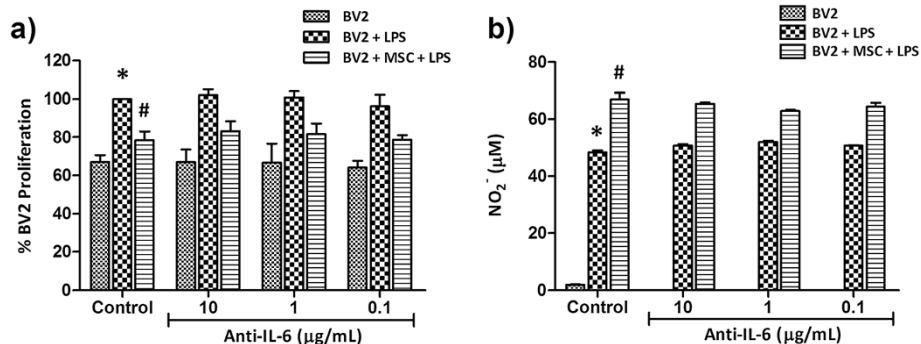 a)
BV2
BV2 + LPS
BV2 + MSC + LPS
% BV2 Proliferation
120
100
80
60
40
20
0
*
#
Control
10
1
0.1
Anti-IL-6 (μg/mL)
b)
BV2
BV2 + LPS
BV2 + MSC + LPS
NO₂⁻ (μM)
80
60
40
20
0
*
#
Control
10
1
0.1
Anti-IL-6 (μg/mL)